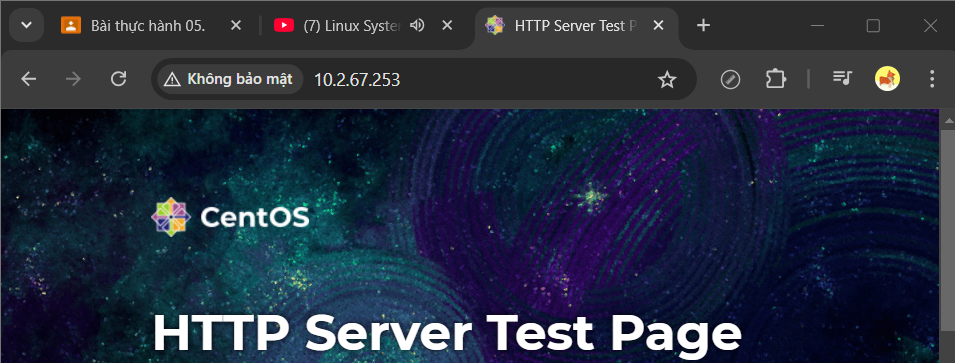 Bài thực hành 05.
(7) Linux Syste
HTTP Server Test P
Không bảo mật
10.2.67.253
CentOS
HTTP Server Test Page